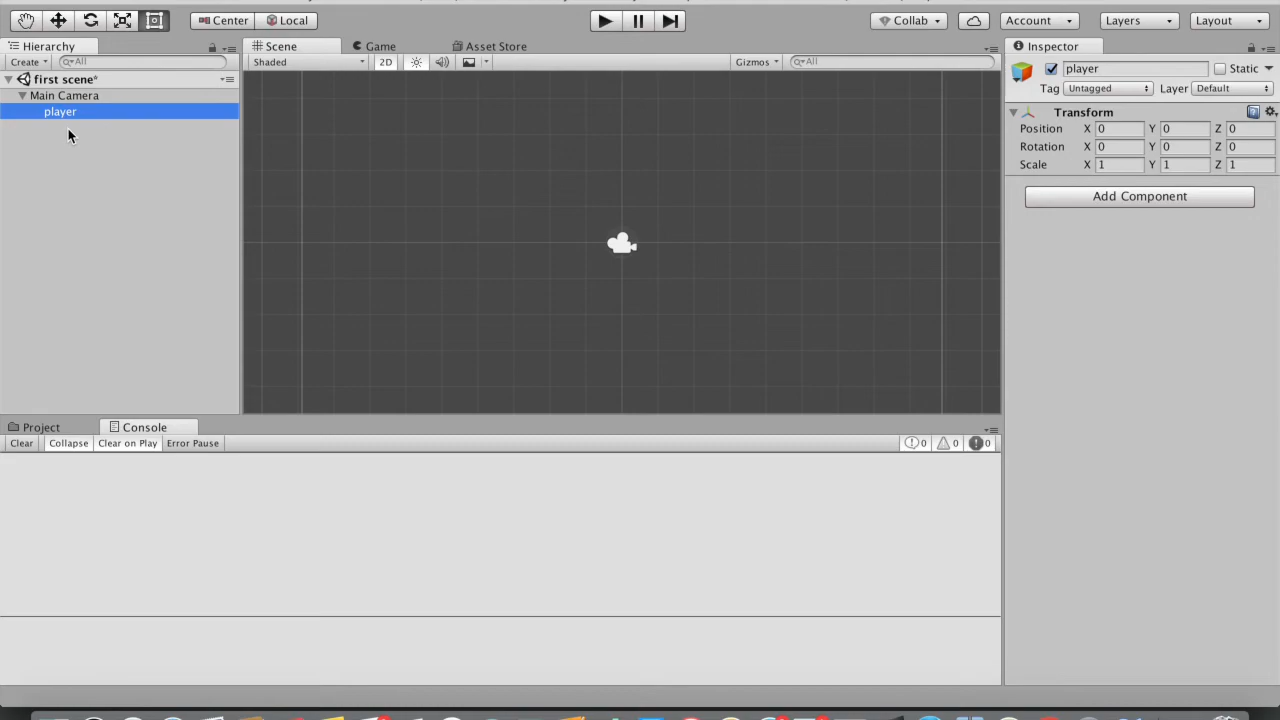 Center Local Collab Account Layers Layout
Hierarchy Scene Game Asset Store Inspector
Create All Shaded 2D Gizmos All player Static
first scene* Tag Untagged Layer Default
Main Camera
player Transform
Position X 0 Y 0 Z 0
Rotation X 0 Y 0 Z 0
Scale X 1 Y 1 Z 1
Add Component
Project Console
Clear Collapse Clear on Play Error Pause 0 0 0